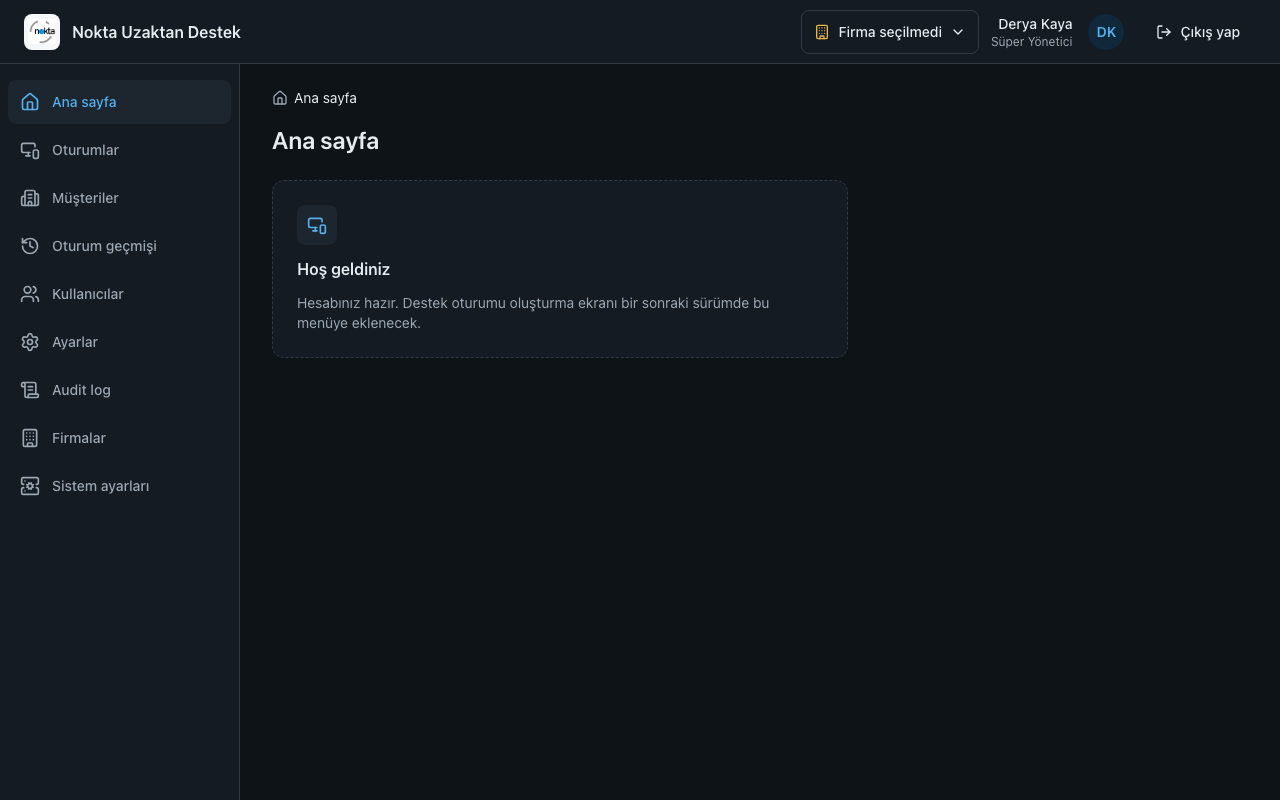 nokta
Nokta Uzaktan Destek
Firma seçilmedi
Derya Kaya
Süper Yönetici
DK
Çıkış yap
Ana sayfa
Oturumlar
Müşteriler
Oturum geçmişi
Kullanıcılar
Ayarlar
Audit log
Firmalar
Sistem ayarları
Ana sayfa
Ana sayfa
Hoş geldiniz
Hesabınız hazır. Destek oturumu oluşturma ekranı bir sonraki sürümde bu
menüye eklenecek.